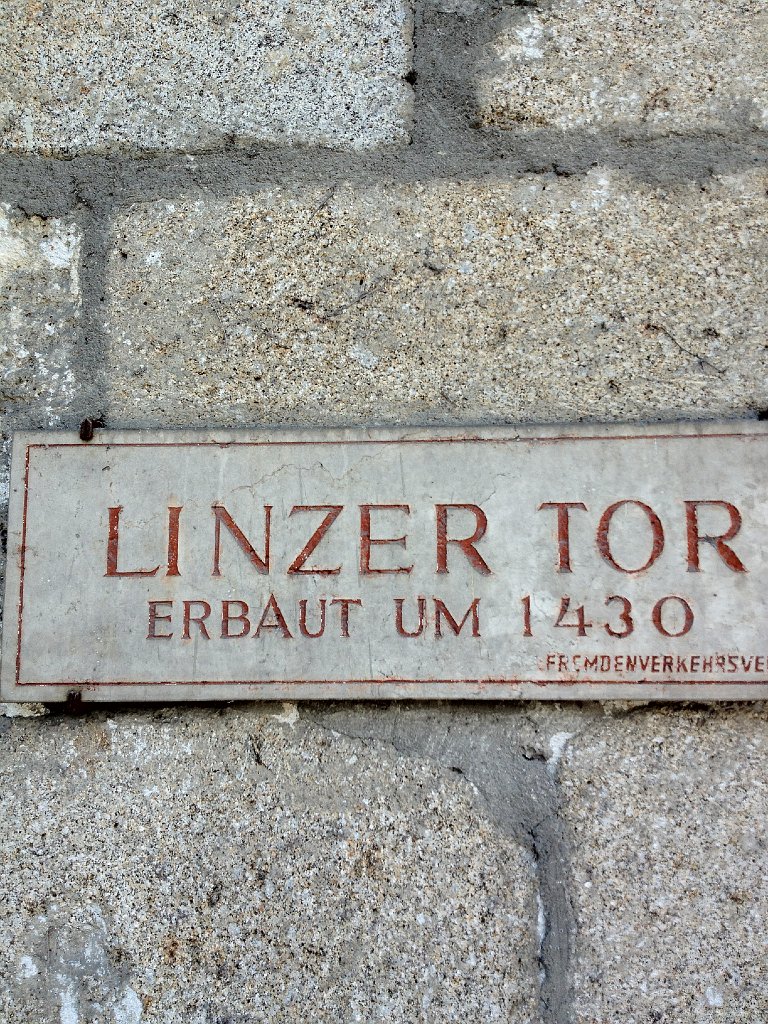 LINZER TOR
ERBAUT UM 1430